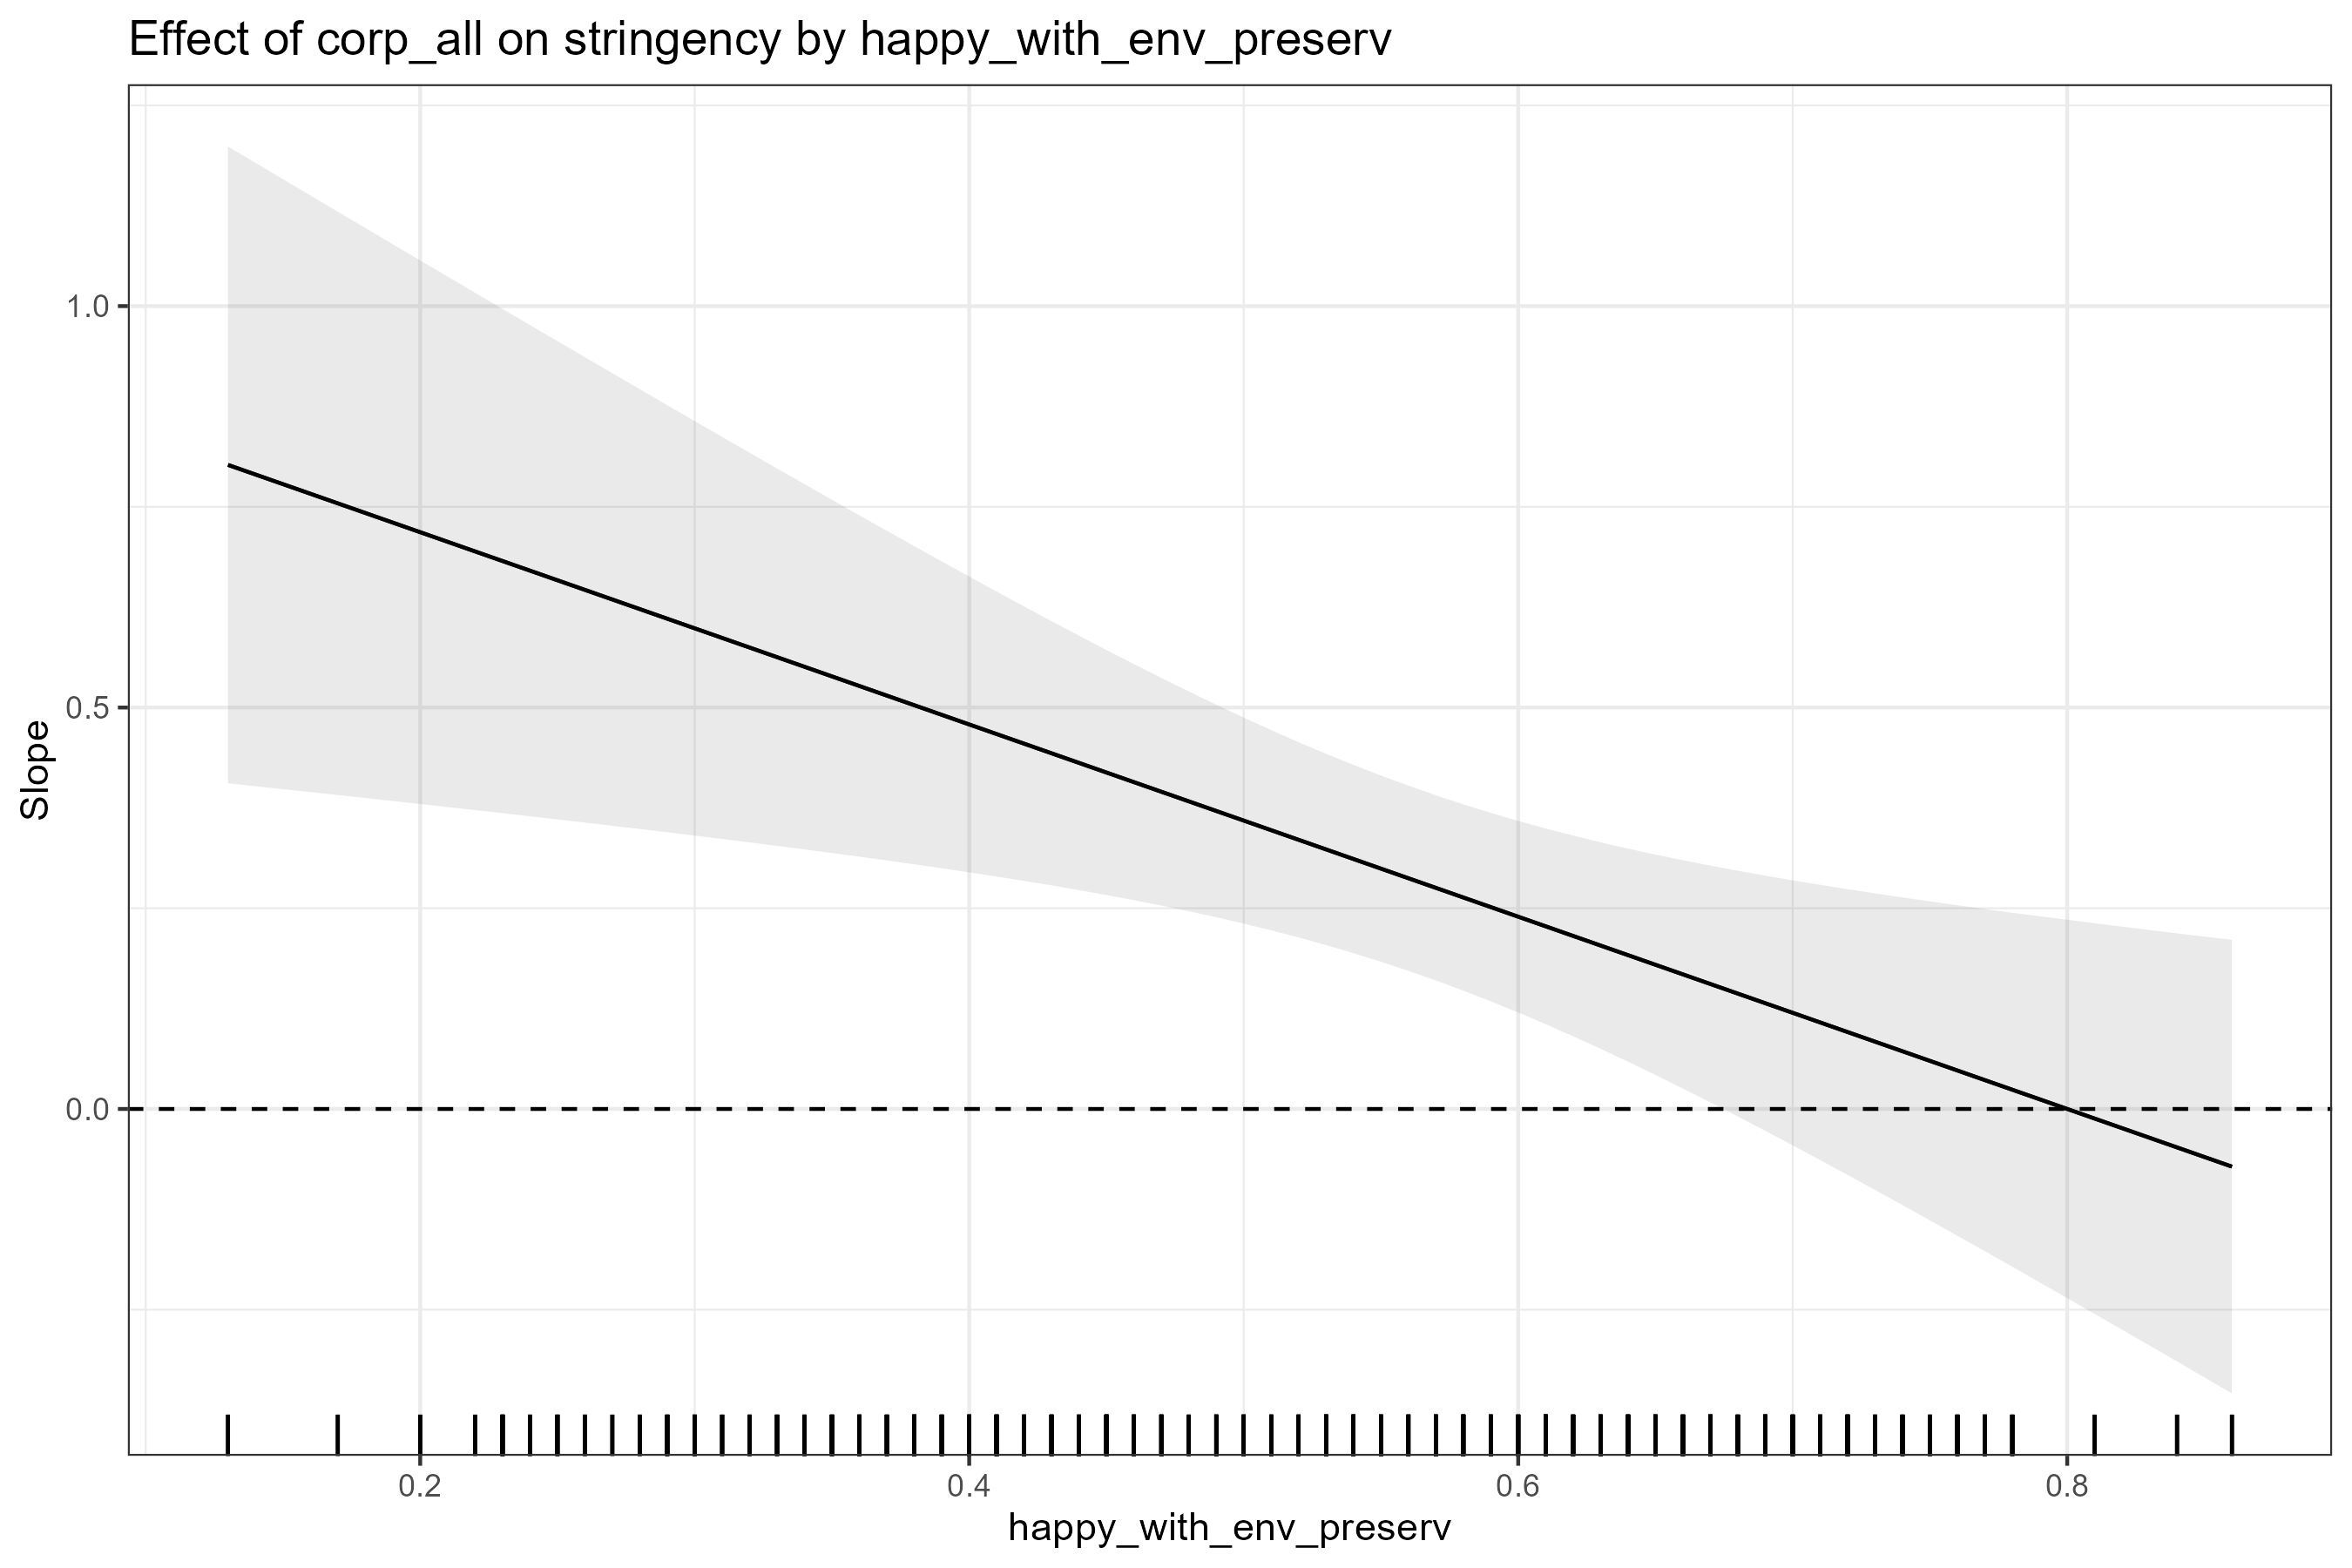 Effect of corp_all on stringency by happy_with_env_preserv
1.0
0.5
0.0
Slope
0.2 0.4 0.6 0.8
happy_with_env_preserv